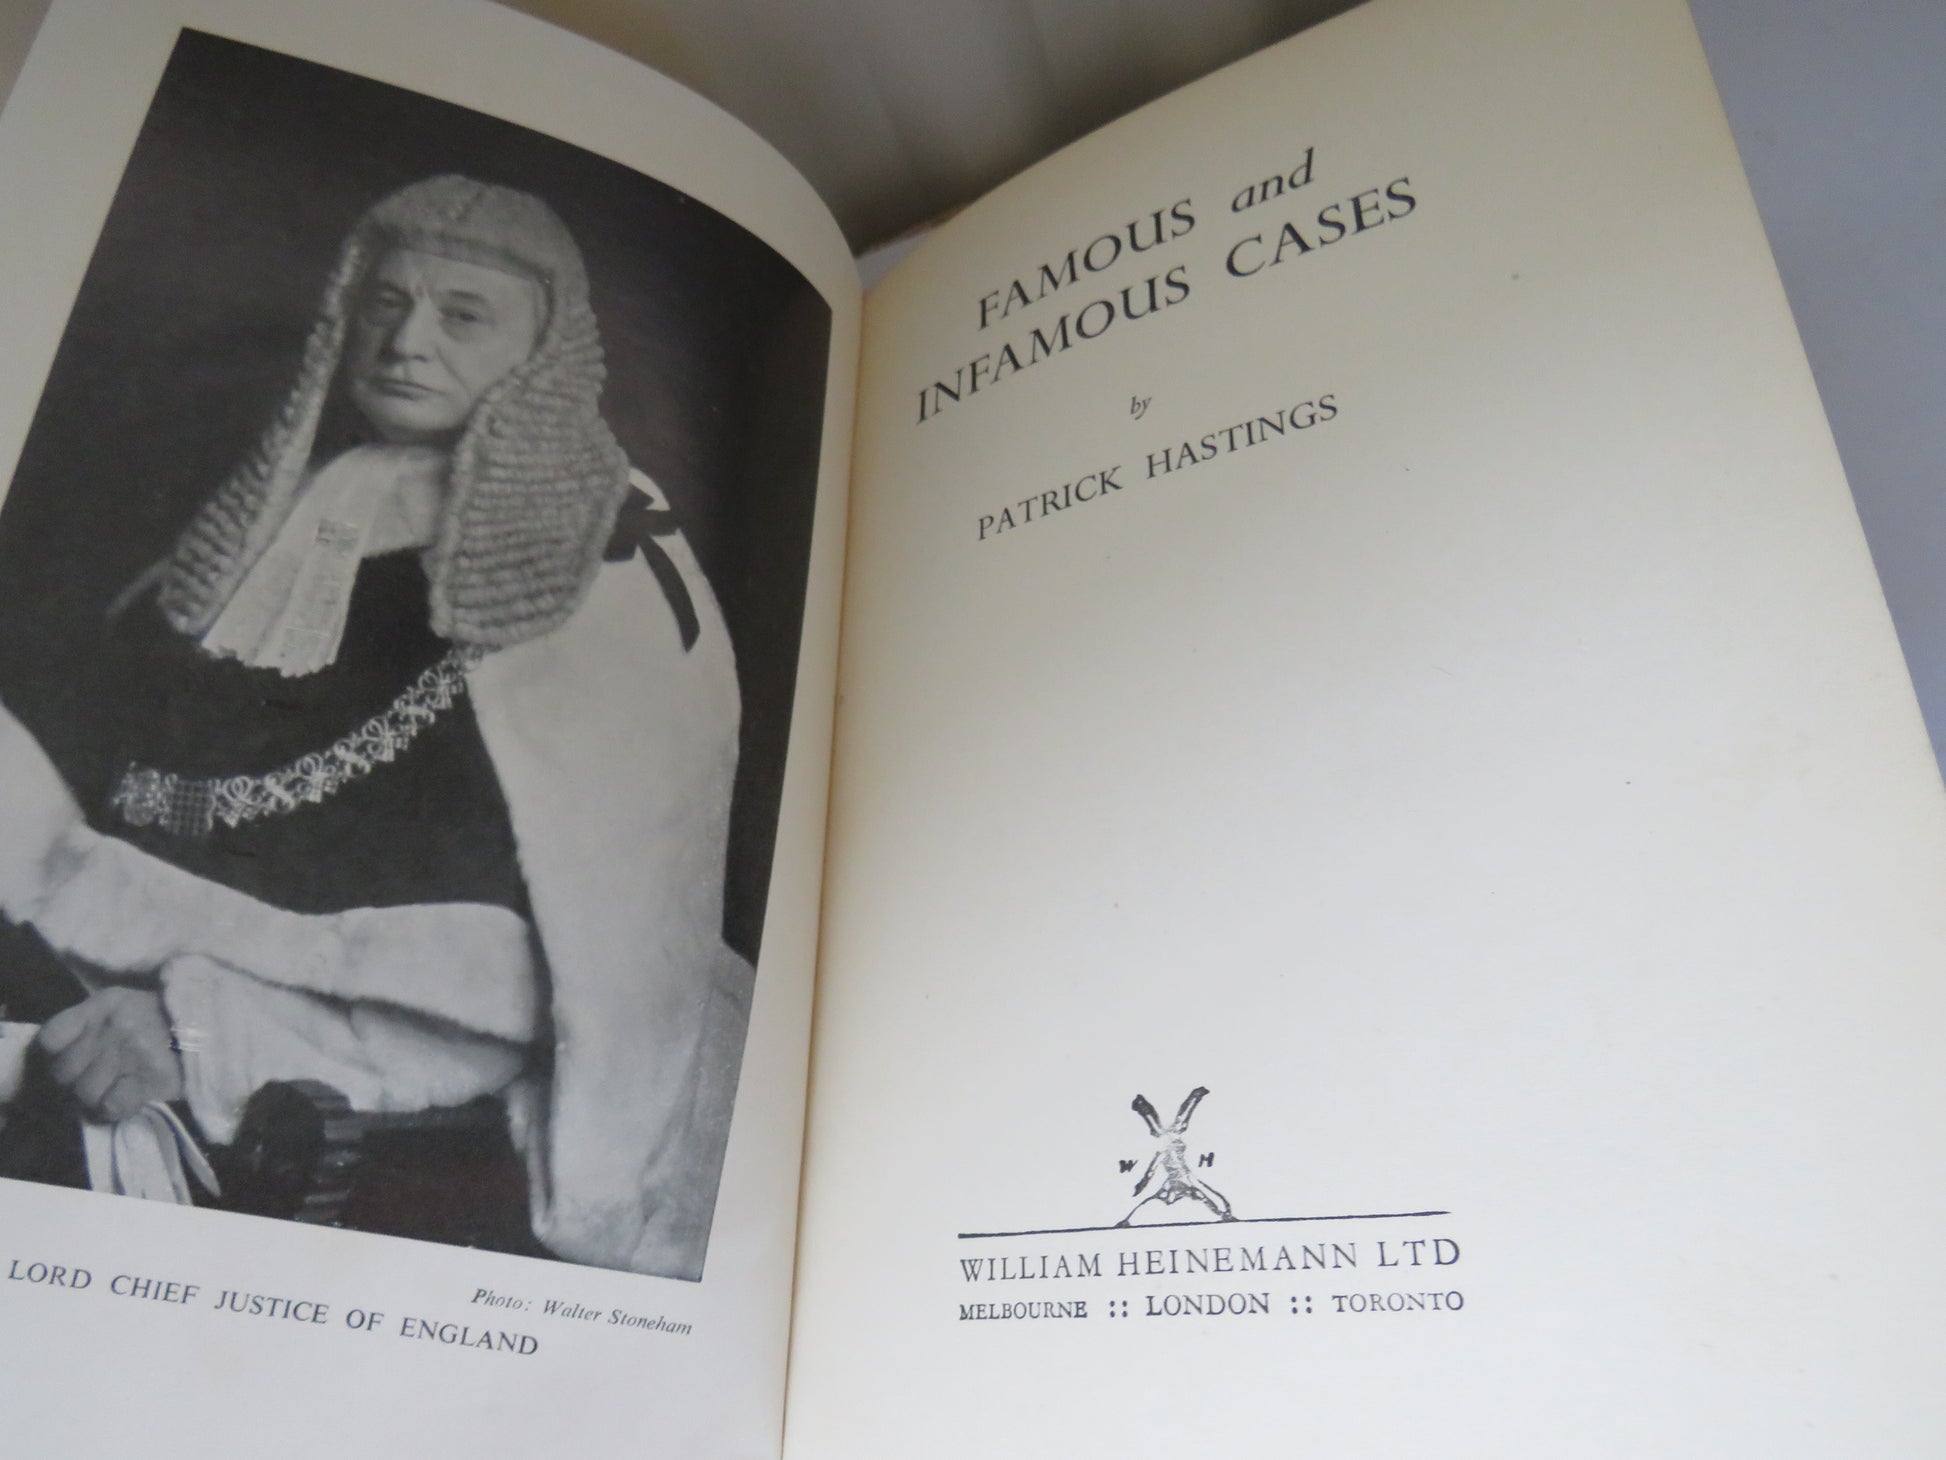 LORD CHIEF JUSTICE OF ENGLAND
Photo: Walter Stoneham
FAMOUS and
INFAMOUS CASES
by
PATRICK HASTINGS
W H
WILLIAM HEINEMANN LTD
MELBOURNE :: LONDON :: TORONTO